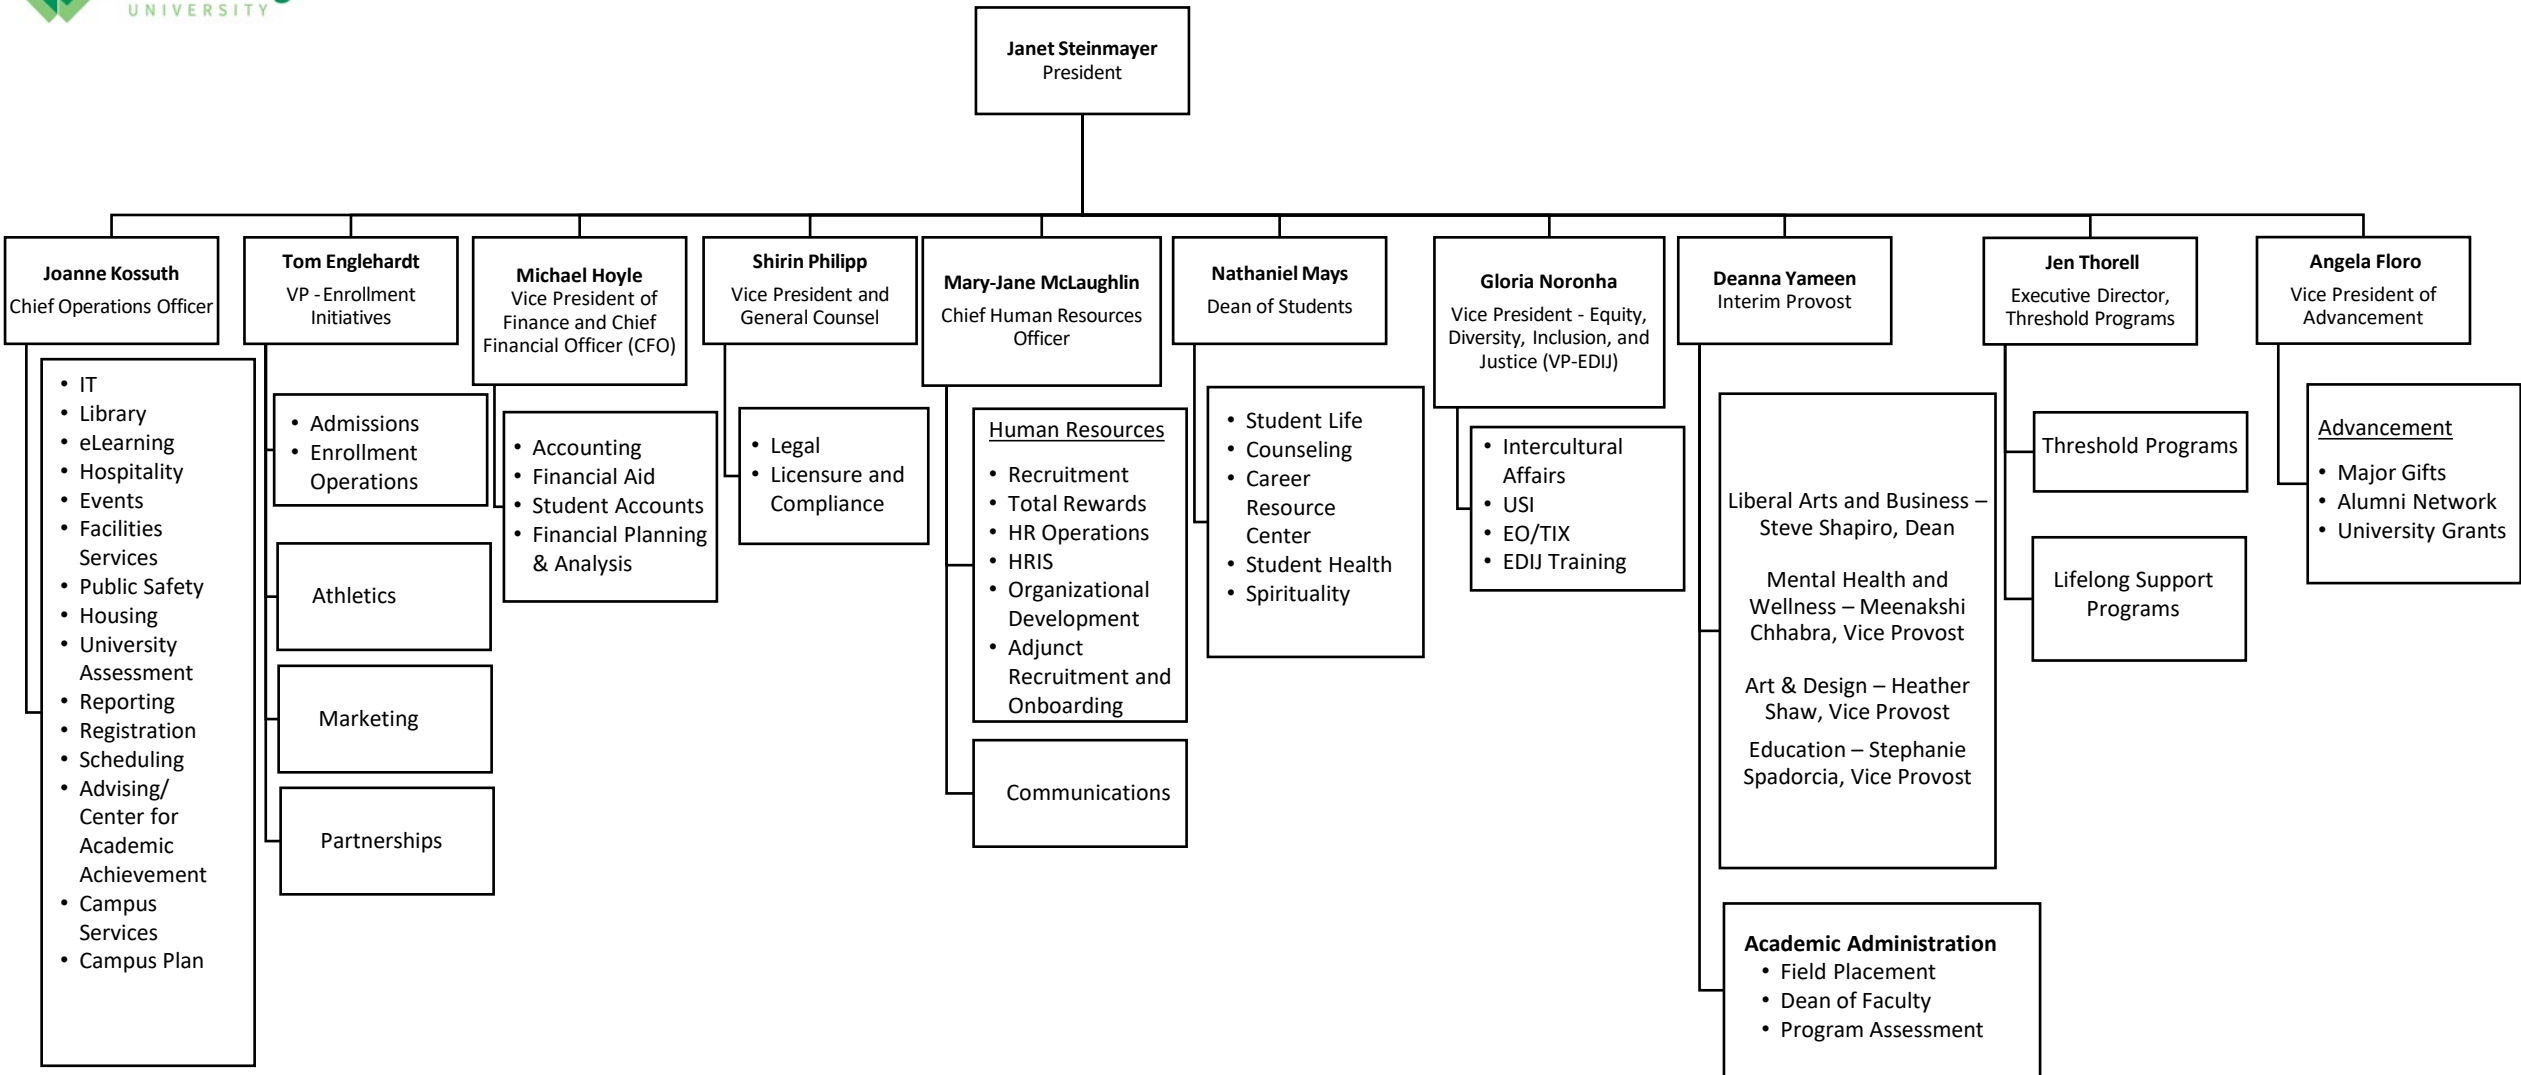 UNIVERSITY
Janet Steinmayer
President
Joanne Kossuth
Chief Operations Officer
• IT
• Library
• eLearning
• Hospitality
• Events
• Facilities
Services
• Public Safety
• Housing
• University
Assessment
• Reporting
• Registration
• Scheduling
• Advising/
Center for
Academic
Achievement
• Campus
Services
• Campus Plan
Tom Englehardt
VP - Enrollment
Initiatives
• Admissions
• Enrollment
Operations
Athletics
Marketing
Partnerships
Michael Hoyle
Vice President of
Finance and Chief
Financial Officer (CFO)
• Accounting
• Financial Aid
• Student Accounts
• Financial Planning
& Analysis
Shirin Philipp
Vice President and
General Counsel
• Legal
• Licensure and
Compliance
Mary-Jane McLaughlin
Chief Human Resources
Officer
Human Resources
• Recruitment
• Total Rewards
• HR Operations
• HRIS
• Organizational
Development
• Adjunct
Recruitment and
Onboarding
Communications
Nathaniel Mays
Dean of Students
• Student Life
• Counseling
• Career
Resource
Center
• Student Health
• Spirituality
Gloria Noronha
Vice President - Equity,
Diversity, Inclusion, and
Justice (VP-EDIJ)
• Intercultural
Affairs
• USI
• EO/TIX
• EDIJ Training
Deanna Yameen
Interim Provost
Liberal Arts and Business –
Steve Shapiro, Dean
Mental Health and
Wellness – Meenakshi
Chhabra, Vice Provost
Art & Design – Heather
Shaw, Vice Provost
Education – Stephanie
Spadorcia, Vice Provost
Academic Administration
• Field Placement
• Dean of Faculty
• Program Assessment
Jen Thorell
Executive Director,
Threshold Programs
Threshold Programs
Lifelong Support
Programs
Angela Floro
Vice President of
Advancement
Advancement
• Major Gifts
• Alumni Network
• University Grants